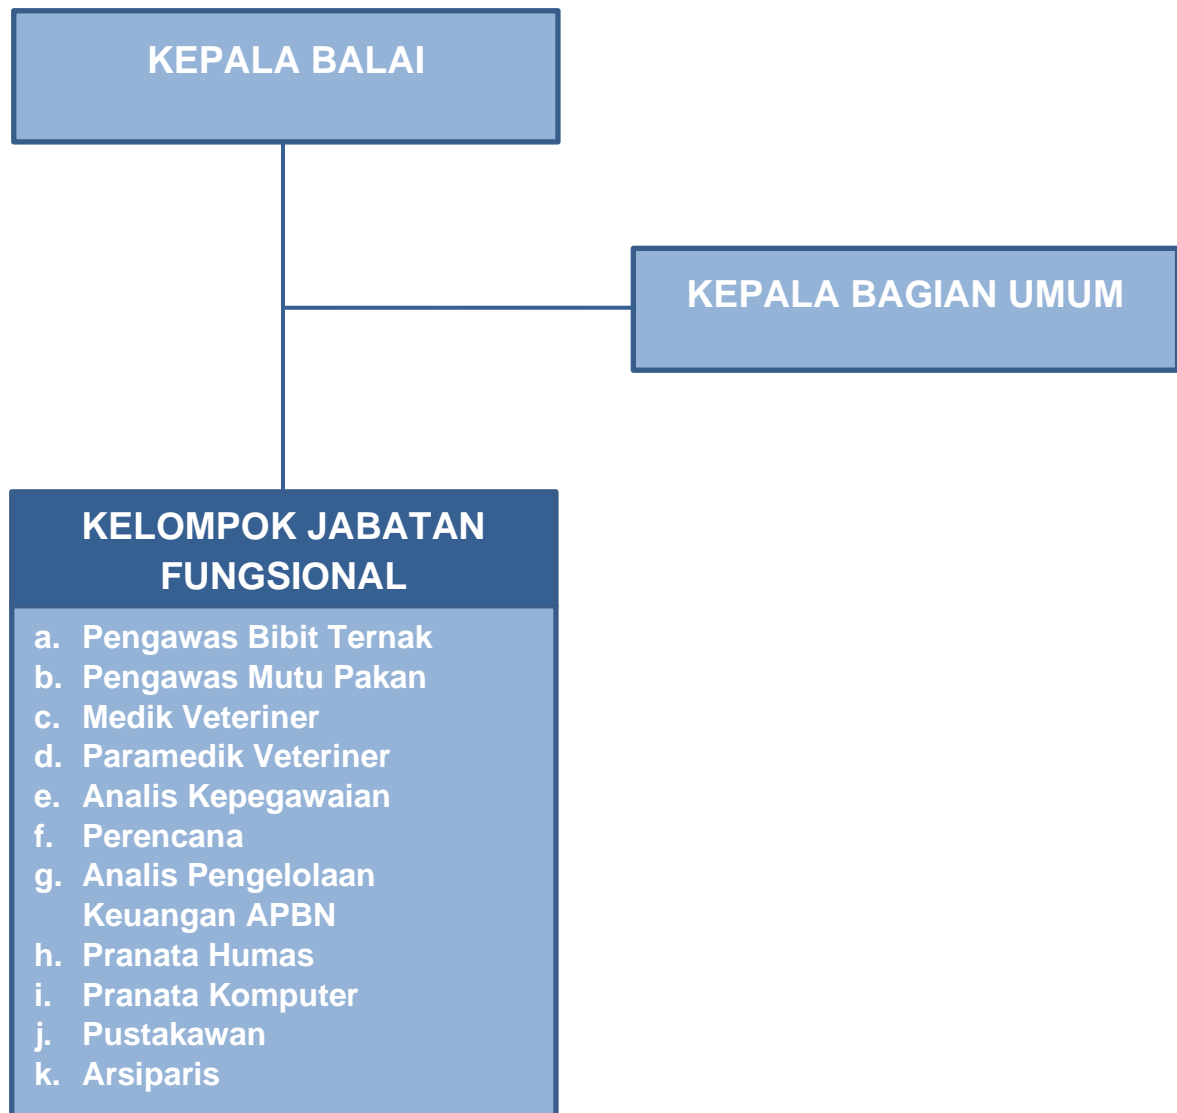 KEPALA BALAI
KEPALA BAGIAN UMUM
KELOMPOK JABATAN
FUNGSIONAL
a. Pengawas Bibit Ternak
b. Pengawas Mutu Pakan
c. Medik Veteriner
d. Paramedik Veteriner
e. Analis Kepegawaian
f. Perencana
g. Analis Pengelolaan
Keuangan APBN
h. Pranata Humas
i. Pranata Komputer
j. Pustakawan
k. Arsiparis